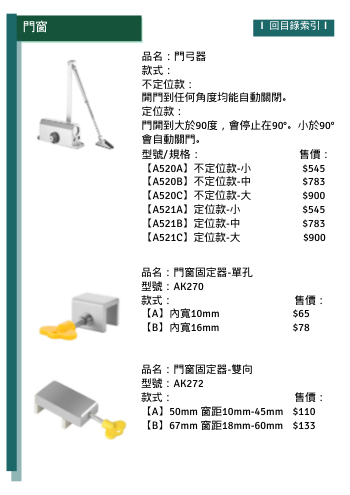 門窗
回目錄索引
品名：門弓器
款式：
不定位款：
開門到任何角度均能自動關閉。
定位款：
門開到大於90度，會停止在90°。小於90°
會自動關門。
型號/規格： 售價：
【A520A】不定位款-小 $545
【A520B】不定位款-中 $783
【A520C】不定位款-大 $900
【A521A】定位款-小 $545
【A521B】定位款-中 $783
【A521C】定位款-大 $900
品名：門窗固定器-單孔
型號：AK270
款式： 售價：
【A】內寬10mm $65
【B】內寬16mm $78
品名：門窗固定器-雙向
型號：AK272
款式： 售價：
【A】50mm 窗距10mm-45mm $110
【B】67mm 窗距18mm-60mm $133